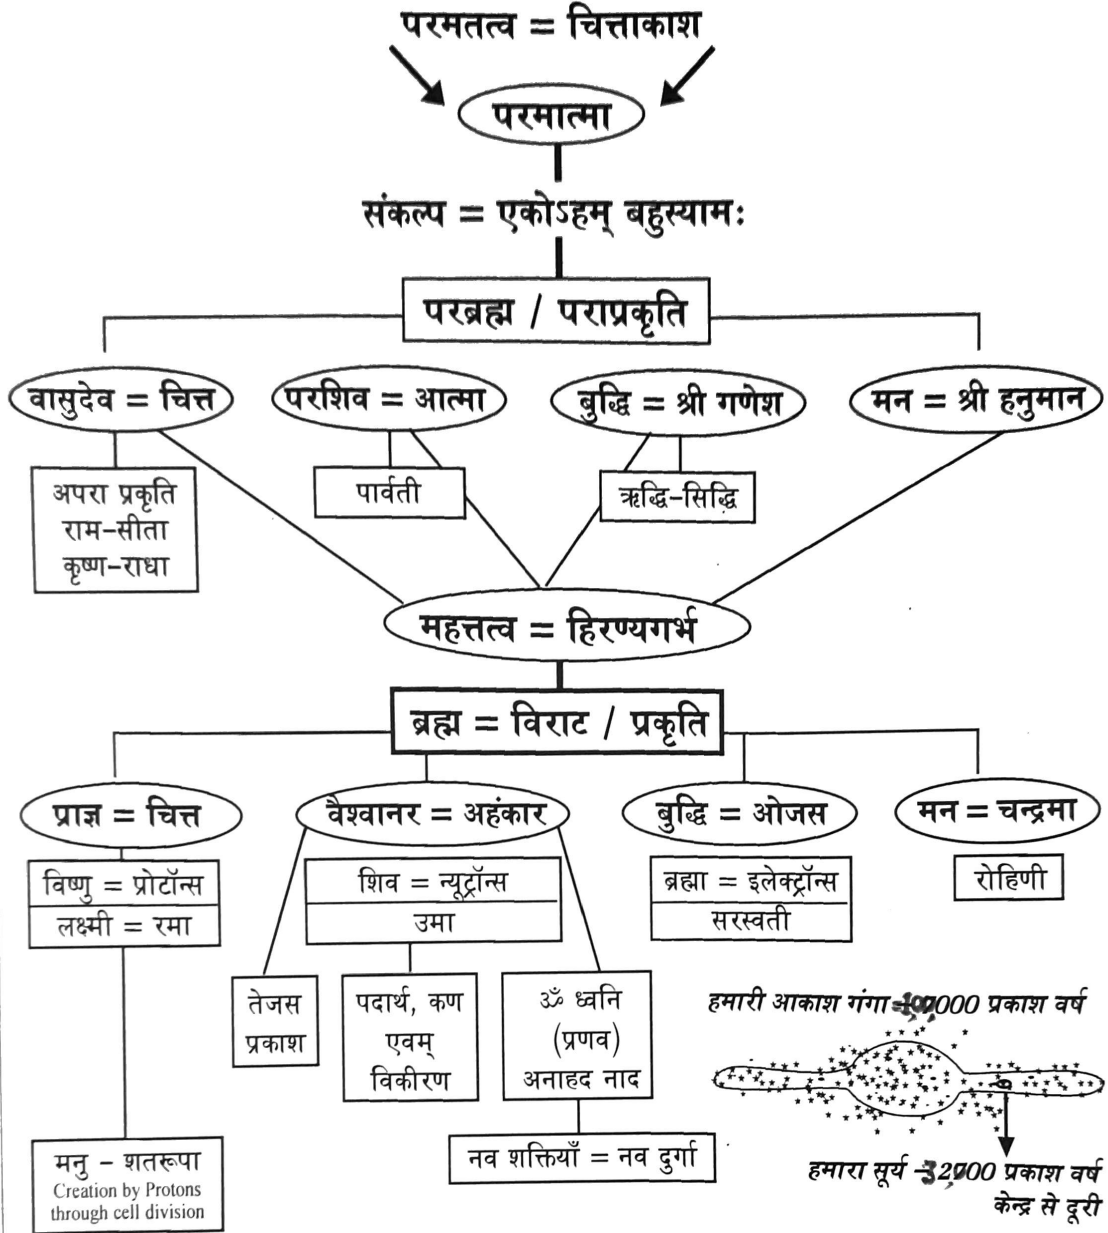 परमतत्व = चित्ताकाश
परमात्मा
संकल्प = एकोऽहम् बहुस्यामः
परब्रह्म / पराप्रकृति
वासुदेव = चित्त
परशिव = आत्मा
बुद्धि = श्री गणेश
मन = श्री हनुमान
अपरा प्रकृति
राम-सीता
कृष्ण-राधा
पार्वती
ऋद्धि-सिद्धि
महत्तत्व = हिरण्यगर्भ
ब्रह्म = विराट / प्रकृति
प्राज्ञ = चित्त
वैश्वानर = अहंकार
बुद्धि = ओजस
मन = चन्द्रमा
विष्णु = प्रोटॉन्स
लक्ष्मी = रमा
शिव = न्यूट्रॉन्स
उमा
ब्रह्मा = इलेक्ट्रॉन्स
सरस्वती
रोहिणी
तेजस
प्रकाश
पदार्थ, कण
एवम्
विकीरण
ॐ ध्वनि
(प्रणव)
अनाहद नाद
नव शक्तियाँ = नव दुर्गा
मनु - शतरूपा
Creation by Protons
through cell division
हमारी आकाश गंगा प्रकाश वर्ष
हमारा सूर्य प्रकाश वर्ष
केन्द्र से दूरी